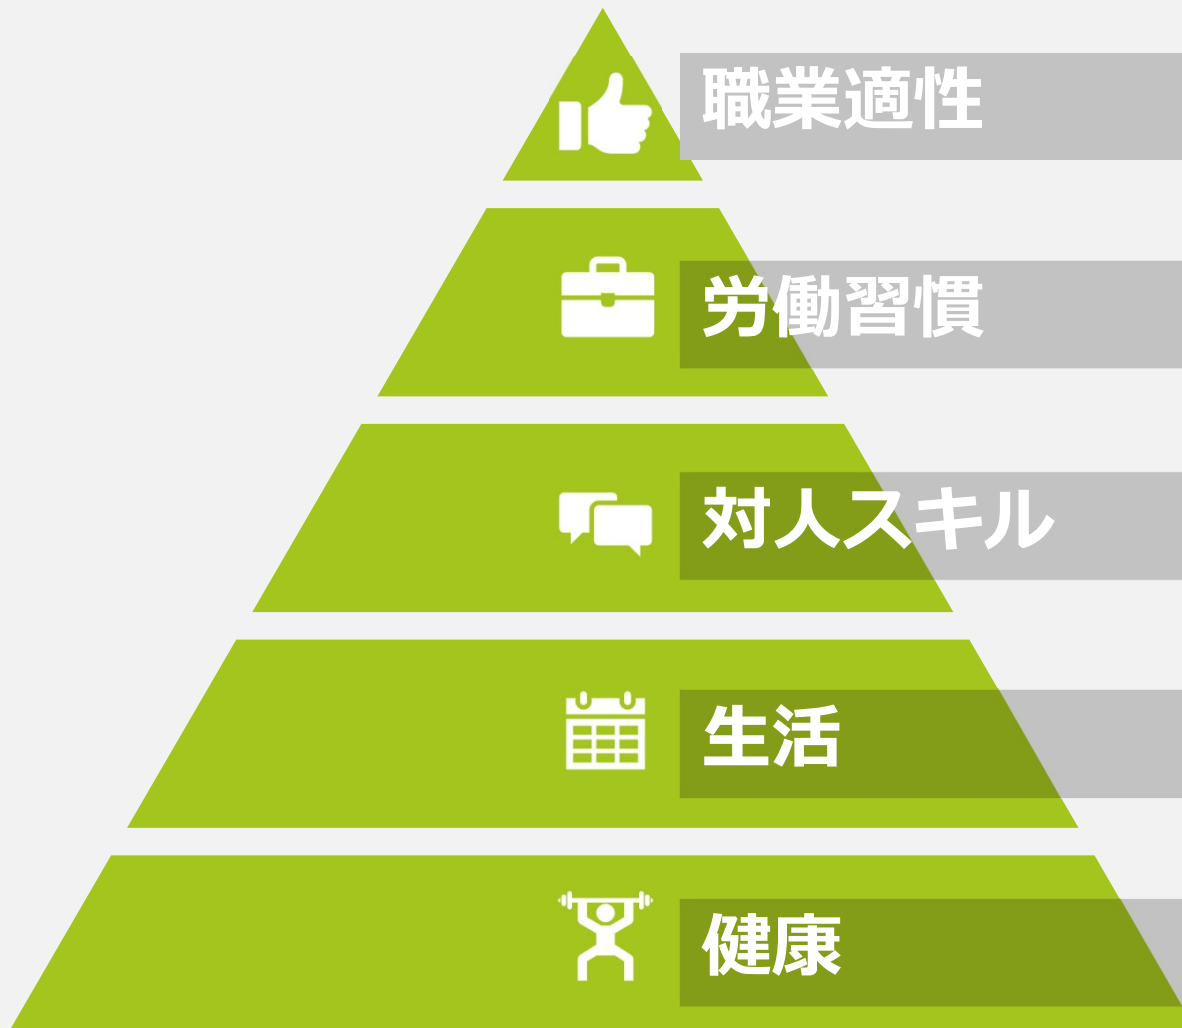 職業適性
労働習慣
対人スキル
生活
健康